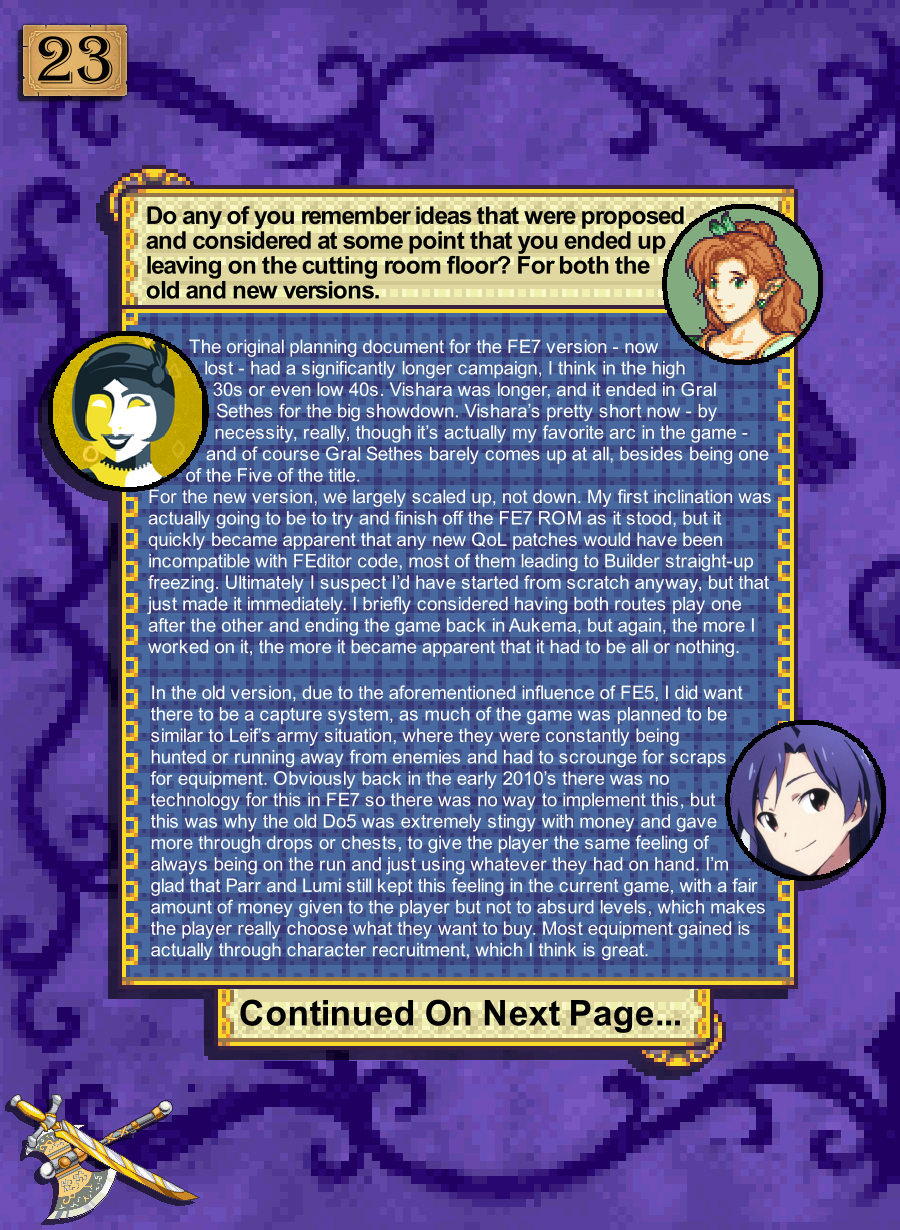 23
Do any of you remember ideas that were proposed
and considered at some point that you ended up
leaving on the cutting room floor? For both the
old and new versions.
The original planning document for the FE7 version - now
lost - had a significantly longer campaign, I think in the high
30s or even low 40s. Vishara was longer, and it ended in Gral
Sethes for the big showdown. Vishara's pretty short now - by
necessity, really, though it's actually my favorite arc in the game -
and of course Gral Sethes barely comes up at all, besides being one
of the Five of the title.
For the new version, we largely scaled up, not down. My first inclination was
actually going to be to try and finish off the FE7 ROM as it stood, but it
quickly became apparent that any new QoL patches would have been
incompatible with FEditor code, most of them leading to Builder straight-up
freezing. Ultimately I suspect I'd have started from scratch anyway, but that
just made it immediately. I briefly considered having both routes play one
after the other and ending the game back in Aukema, but again, the more I
worked on it, the more it became apparent that it had to be all or nothing.
In the old version, due to the aforementioned influence of FE5, I did want
there to be a capture system, as much of the game was planned to be
similar to Leif's army situation, where they were constantly being
hunted or running away from enemies and had to scrounge for scraps
for equipment. Obviously back in the early 2010's there was no
technology for this in FE7 so there was no way to implement this, but
this was why the old Do5 was extremely stingy with money and gave
more through drops or chests, to give the player the same feeling of
always being on the run and just using whatever they had on hand. I'm
glad that Parr and Lumi still kept this feeling in the current game, with a fair
amount of money given to the player but not to absurd levels, which makes
the player really choose what they want to buy. Most equipment gained is
actually through character recruitment, which I think is great.
Continued On Next Page...